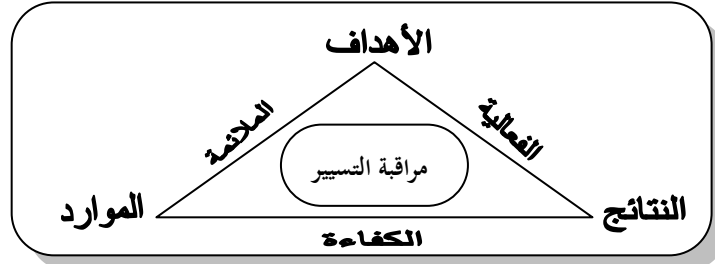 الأهداف
الملائمة
الفعالية
مراقبة التسيير
الموارد
النتائج
الكفاءة